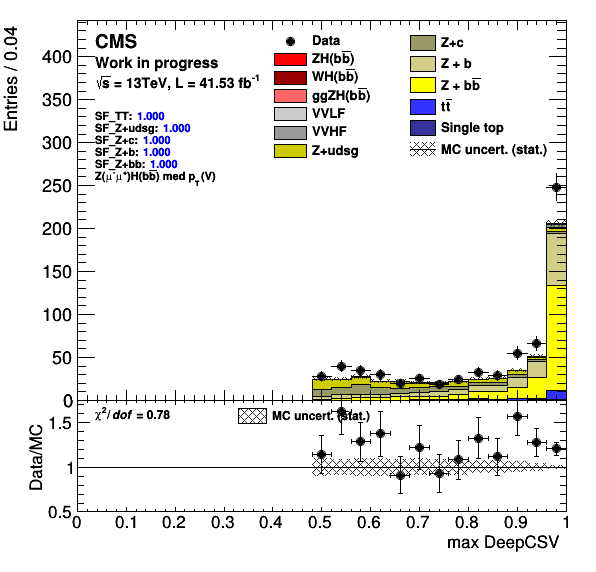 CMS
Work in progress
√s = 13TeV, L = 41.53 fb⁻¹
SF_TT: 1.000
SF_Z+udsg: 1.000
SF_Z+c: 1.000
SF_Z+b: 1.000
SF_Z+bb: 1.000
Z(μ⁻μ⁺)H(bb̅) med p_T(V)
Data
ZH(bb̅)
WH(bb̅)
ggZH(bb̅)
VVLF
VVHF
Z+udsg
Z+c
Z + b
Z + bb̅
tt̅
Single top
MC uncert. (stat.)
Entries / 0.04
400
350
300
250
200
150
100
50
0
χ²/dof = 0.78
MC uncert. (stat.)
Data/MC
1.5
1
0.5
0 0.1 0.2 0.3 0.4 0.5 0.6 0.7 0.8 0.9 1
max DeepCSV